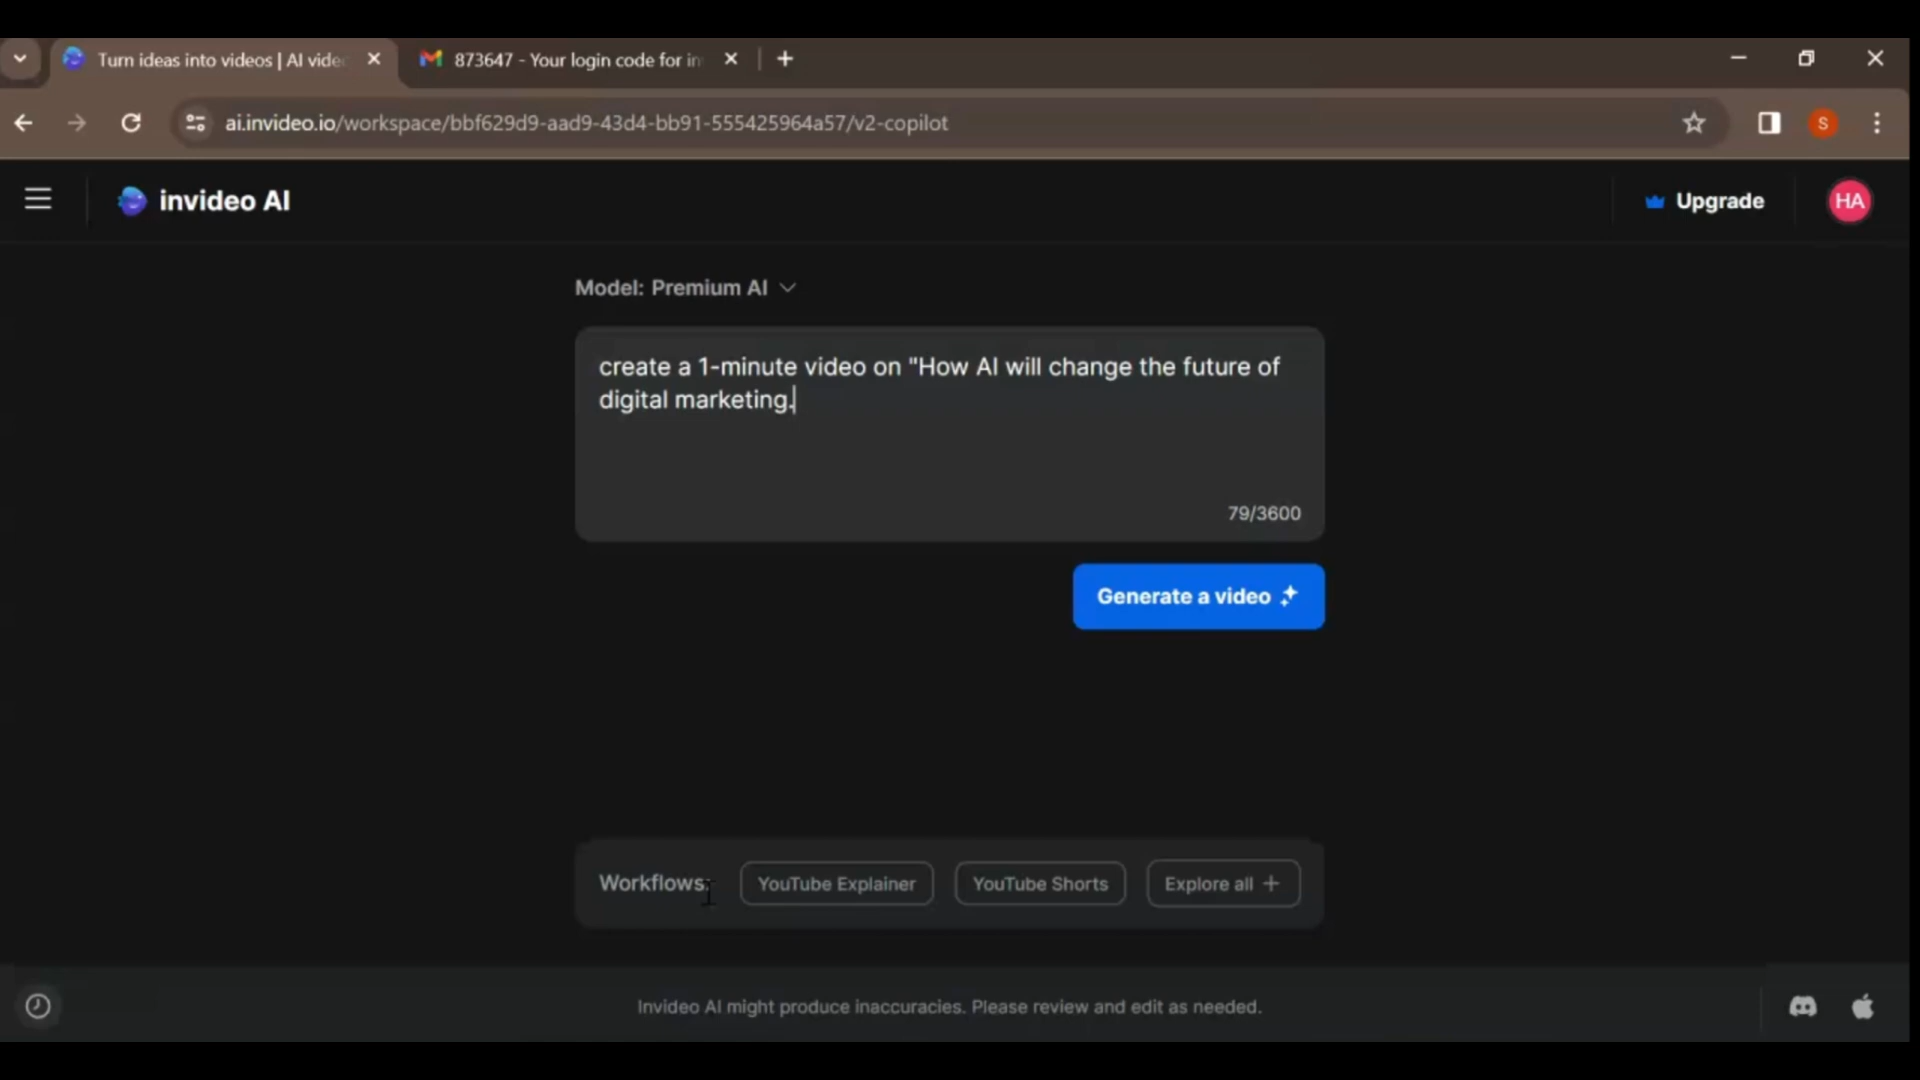 Turn ideas into videos | AI vide
873647 - Your login code for in
ai.invideo.io/workspace/bbf629d9-aad9-43d4-bb91-555425964a57/v2-copilot
S
invideo AI
Upgrade
HA
Model: Premium AI
create a 1-minute video on "How AI will change the future of
digital marketing.
79/3600
Generate a video
Workflows:
YouTube Explainer
YouTube Shorts
Explore all +
Invideo AI might produce inaccuracies. Please review and edit as needed.